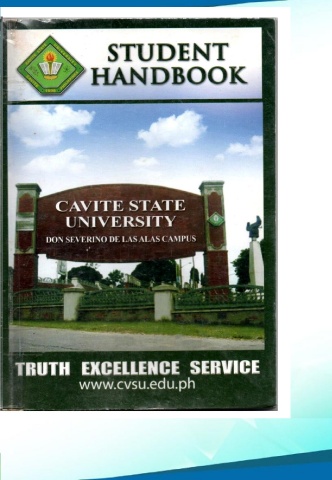 STUDENT
HANDBOOK
CAVITE STATE
UNIVERSITY
DON SEVERINO DE LAS ALAS CAMPUS
TRUTH EXCELLENCE SERVICE
www.cvsu.edu.ph